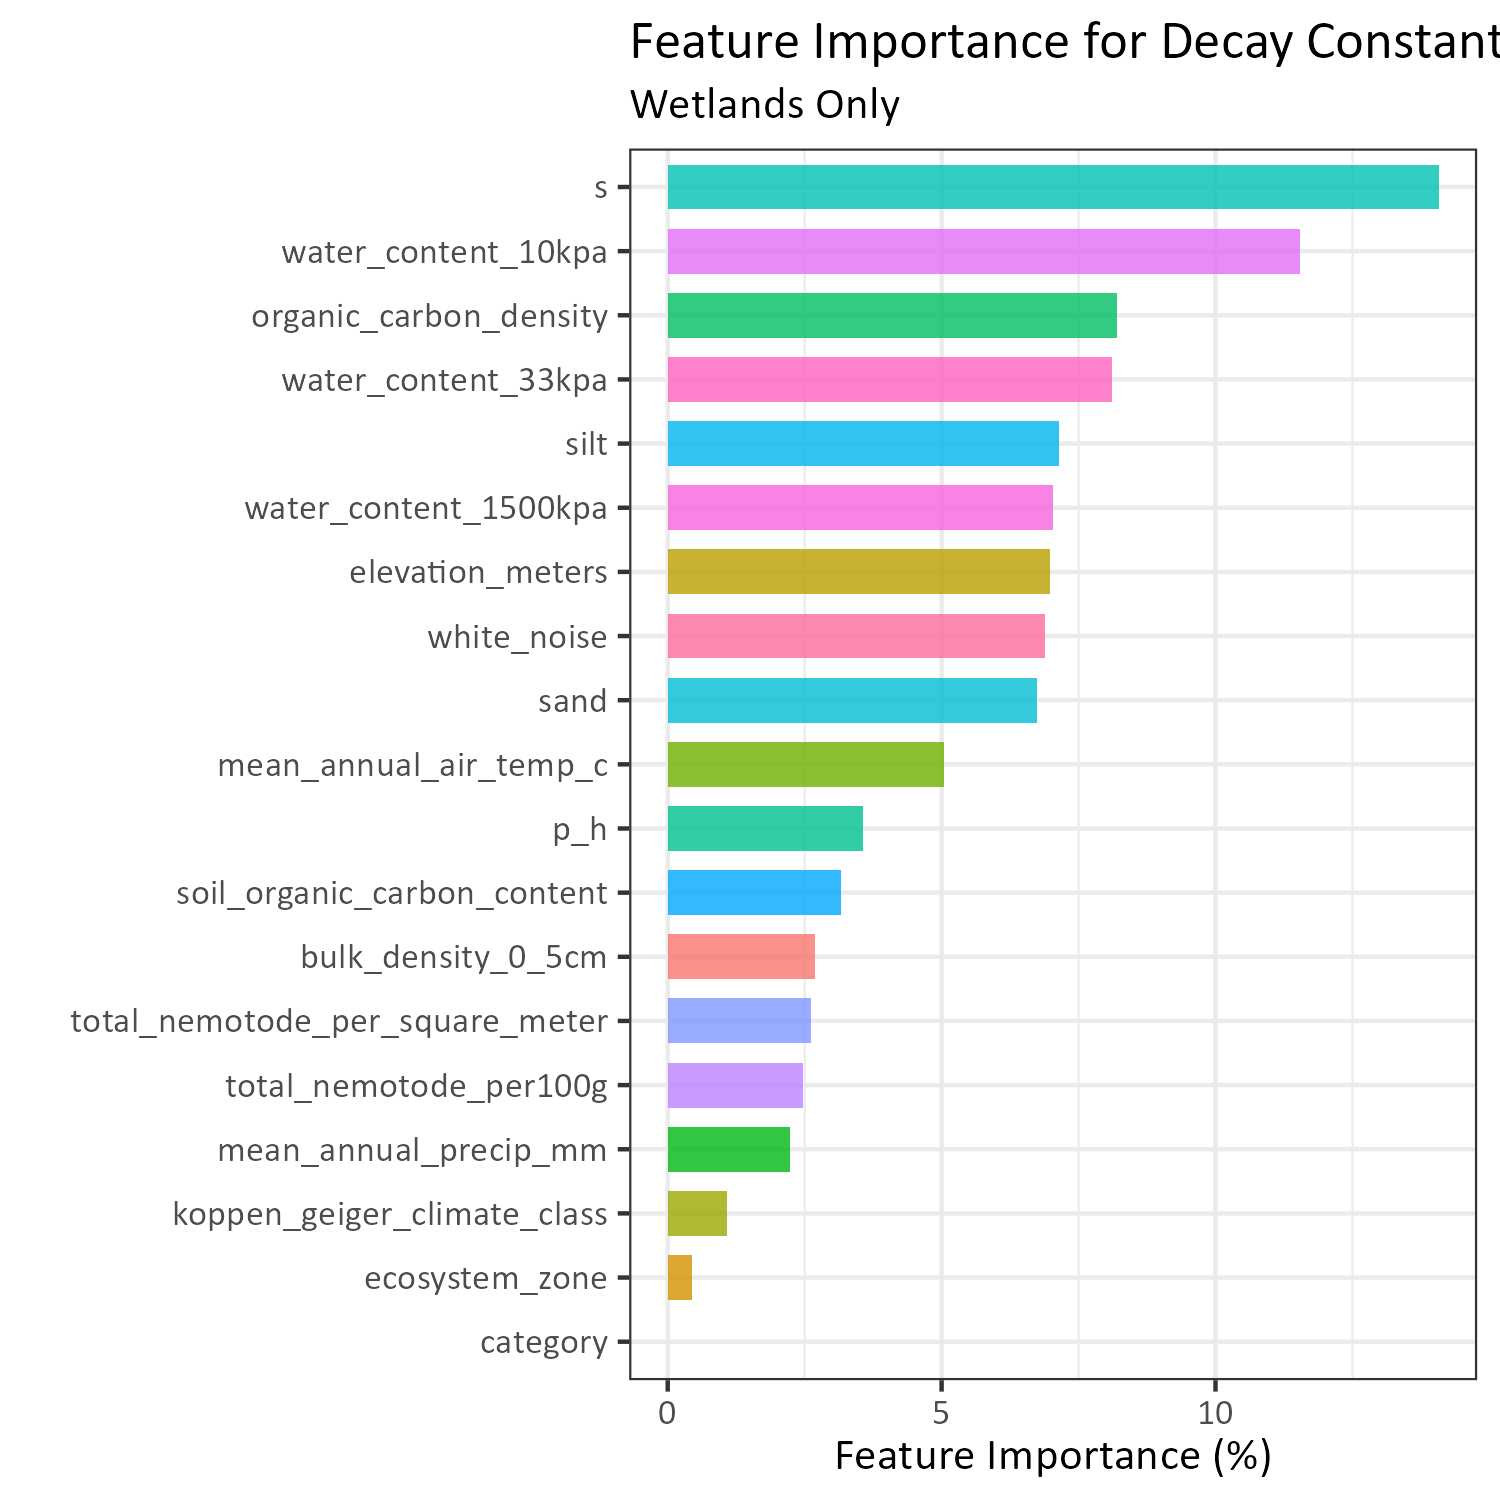 Feature Importance for Decay Constant
Wetlands Only
s
water_content_10kpa
organic_carbon_density
water_content_33kpa
silt
water_content_1500kpa
elevation_meters
white_noise
sand
mean_annual_air_temp_c
p_h
soil_organic_carbon_content
bulk_density_0_5cm
total_nemotode_per_square_meter
total_nemotode_per100g
mean_annual_precip_mm
koppen_geiger_climate_class
ecosystem_zone
category
0 5 10
Feature Importance (%)